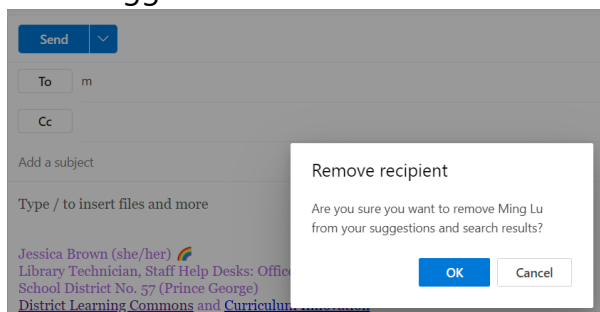 Send
To m
Cc
Add a subject
Type / to insert files and more
Remove recipient
Are you sure you want to remove Ming Lu
from your suggestions and search results?
OK Cancel
Jessica Brown (she/her) 🌈
Library Technician, Staff Help Desks: Office
School District No. 57 (Prince George)
District Learning Commons and Curriculum Innovation